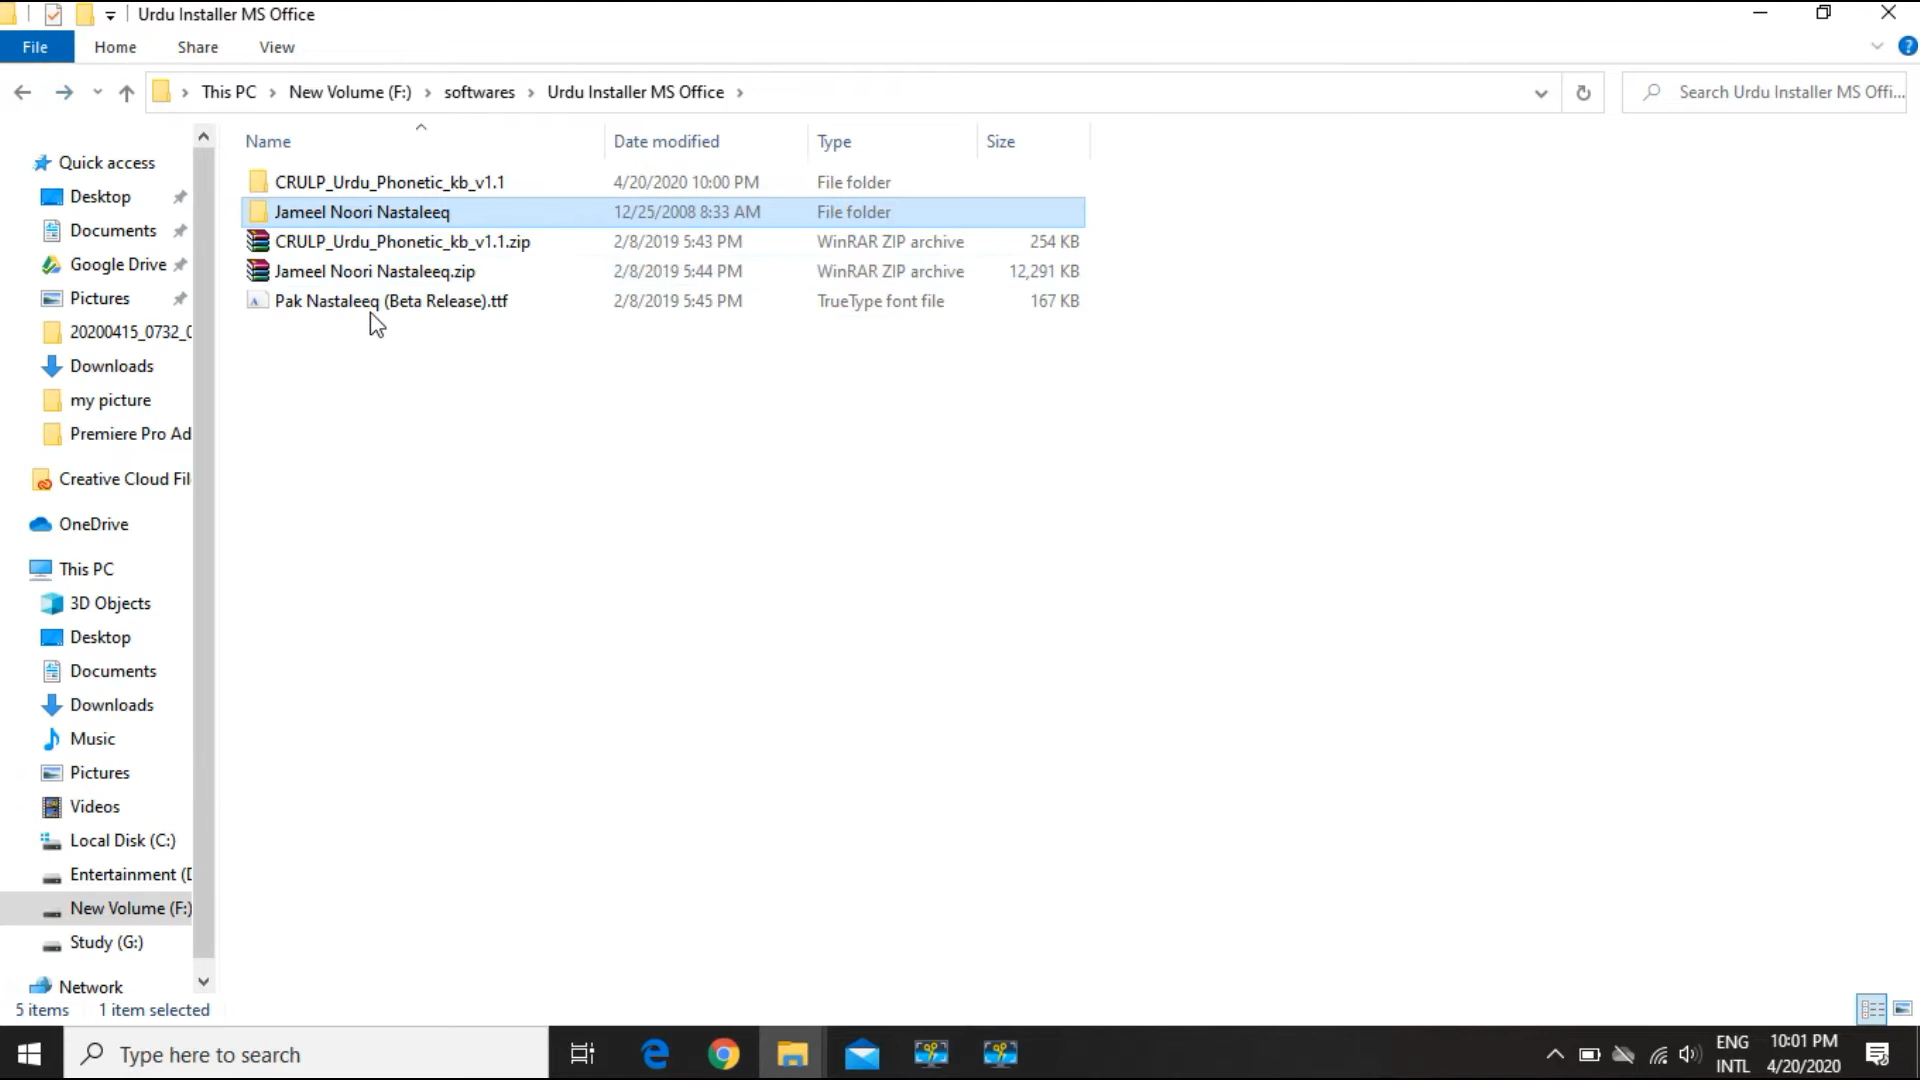 Urdu Installer MS Office
File Home Share View
This PC New Volume (F:) softwares Urdu Installer MS Office
Search Urdu Installer MS Offi...
Name Date modified Type Size
CRULP_Urdu_Phonetic_kb_v1.1 4/20/2020 10:00 PM File folder
Jameel Noori Nastaleeq 12/25/2008 8:33 AM File folder
CRULP_Urdu_Phonetic_kb_v1.1.zip 2/8/2019 5:43 PM WinRAR ZIP archive 254 KB
Jameel Noori Nastaleeq.zip 2/8/2019 5:44 PM WinRAR ZIP archive 12,291 KB
Pak Nastaleeq (Beta Release).ttf 2/8/2019 5:45 PM TrueType font file 167 KB
Quick access
Desktop
Documents
Google Drive
Pictures
20200415_0732_0
Downloads
my picture
Premiere Pro Ad
Creative Cloud Fil
OneDrive
This PC
3D Objects
Desktop
Documents
Downloads
Music
Pictures
Videos
Local Disk (C:)
Entertainment (D
New Volume (F:)
Study (G:)
Network
5 items 1 item selected
Type here to search
ENG 10:01 PM
INTL 4/20/2020